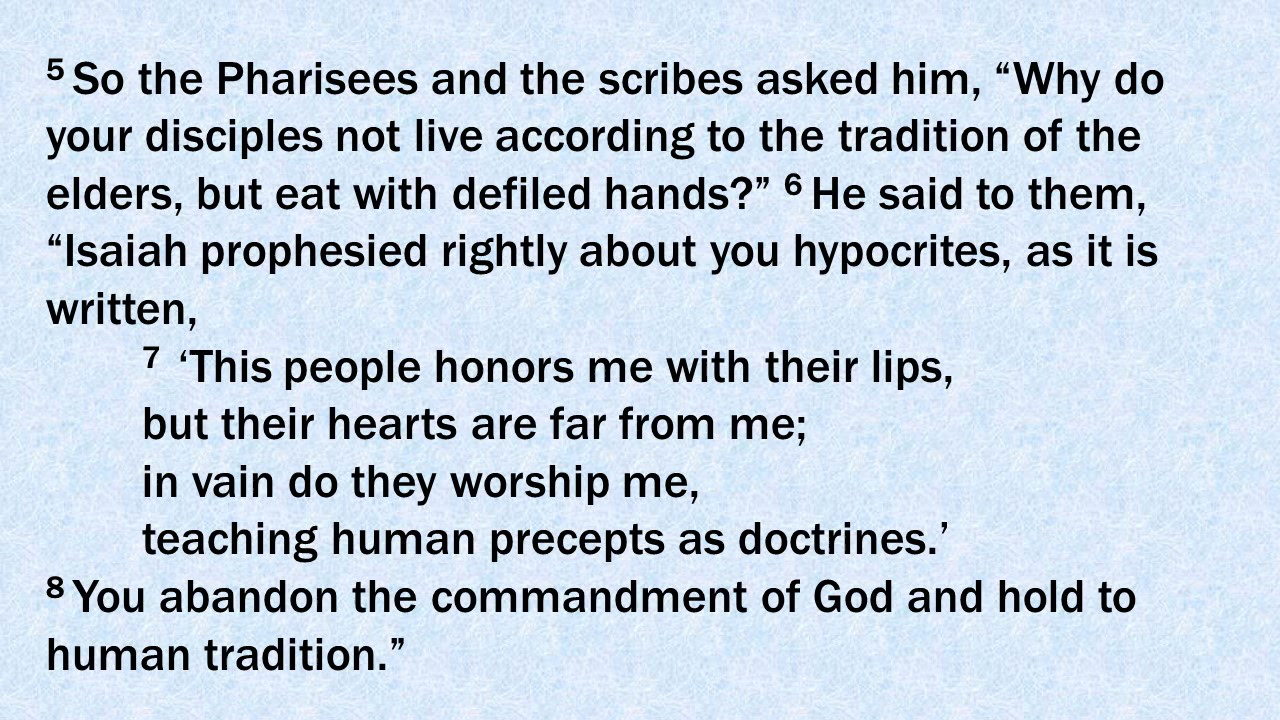 ⁵ So the Pharisees and the scribes asked him, “Why do
your disciples not live according to the tradition of the
elders, but eat with defiled hands?” ⁶ He said to them,
“Isaiah prophesied rightly about you hypocrites, as it is
written,
⁷ ‘This people honors me with their lips,
but their hearts are far from me;
in vain do they worship me,
teaching human precepts as doctrines.’
⁸ You abandon the commandment of God and hold to
human tradition.”